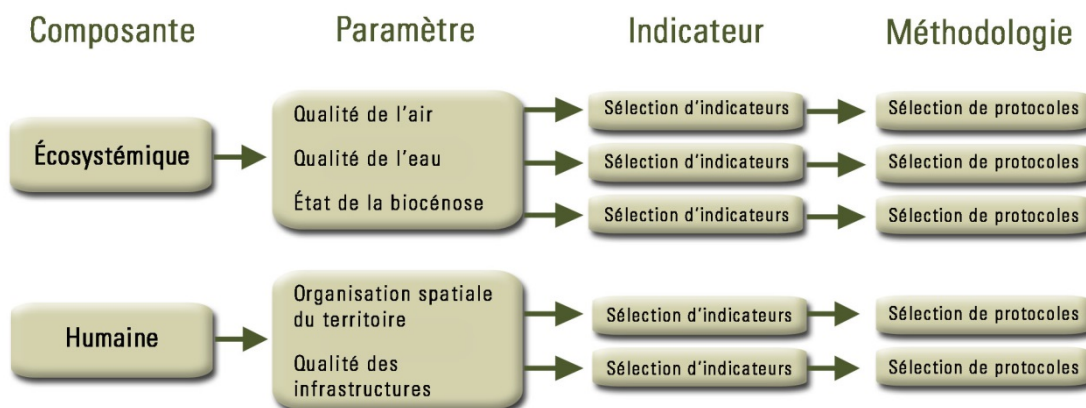 Composante
Paramètre
Indicateur
Méthodologie
Écosystémique
Qualité de l'air
Qualité de l'eau
État de la biocénose
Sélection d'indicateurs
Sélection de protocoles
Sélection d'indicateurs
Sélection de protocoles
Sélection d'indicateurs
Sélection de protocoles
Humaine
Organisation spatiale
du territoire
Qualité des
infrastructures
Sélection d'indicateurs
Sélection de protocoles
Sélection d'indicateurs
Sélection de protocoles